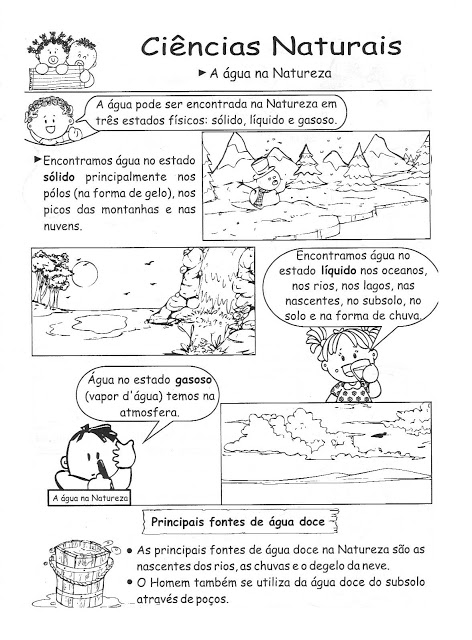 Ciências Naturais
► A água na Natureza
A água pode ser encontrada na Natureza em
três estados físicos: sólido, líquido e gasoso.
►Encontramos água no estado
sólido principalmente nos
pólos (na forma de gelo), nos
picos das montanhas e nas
nuvens.
Encontramos água no
estado líquido nos oceanos,
nos rios, nos lagos, nas
nascentes, no subsolo, no
solo e na forma de chuva.
Água no estado gasoso
(vapor d'água) temos na
atmosfera.
A água na Natureza
Principais fontes de água doce
• As principais fontes de água doce na Natureza são as
nascentes dos rios, as chuvas e o degelo da neve.
• O Homem também se utiliza da água doce do subsolo
através de poços.